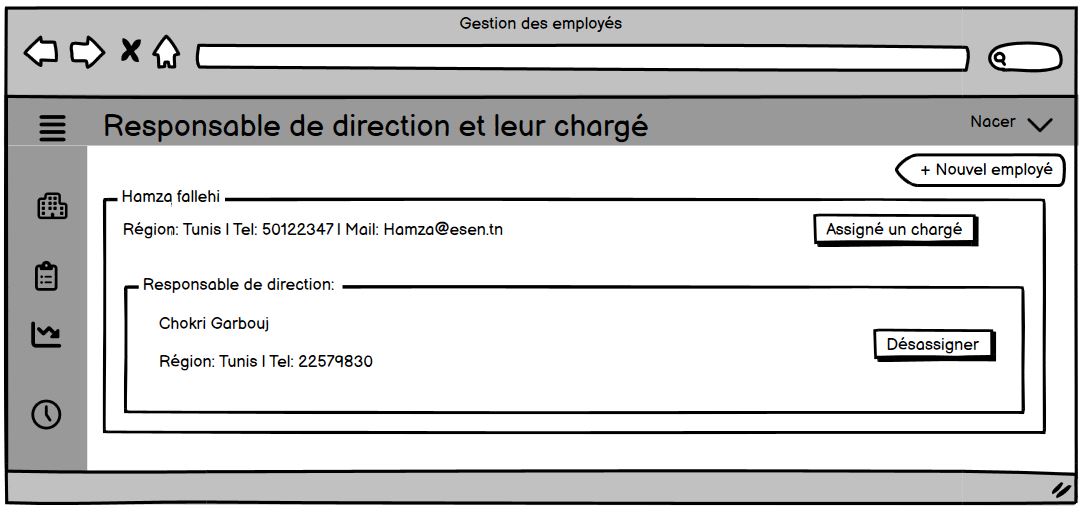 Gestion des employés
Responsable de direction et leur chargé
Nacer
+ Nouvel employé
Hamza fallehi
Région: Tunis I Tel: 50122347 I Mail: Hamza@esen.tn
Assigné un chargé
Responsable de direction:
Chokri Garbouj
Région: Tunis I Tel: 22579830
Désassigner